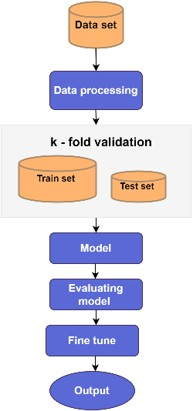 Data set
Data processing
k - fold validation
Train set
Test set
Model
Evaluating
model
Fine tune
Output